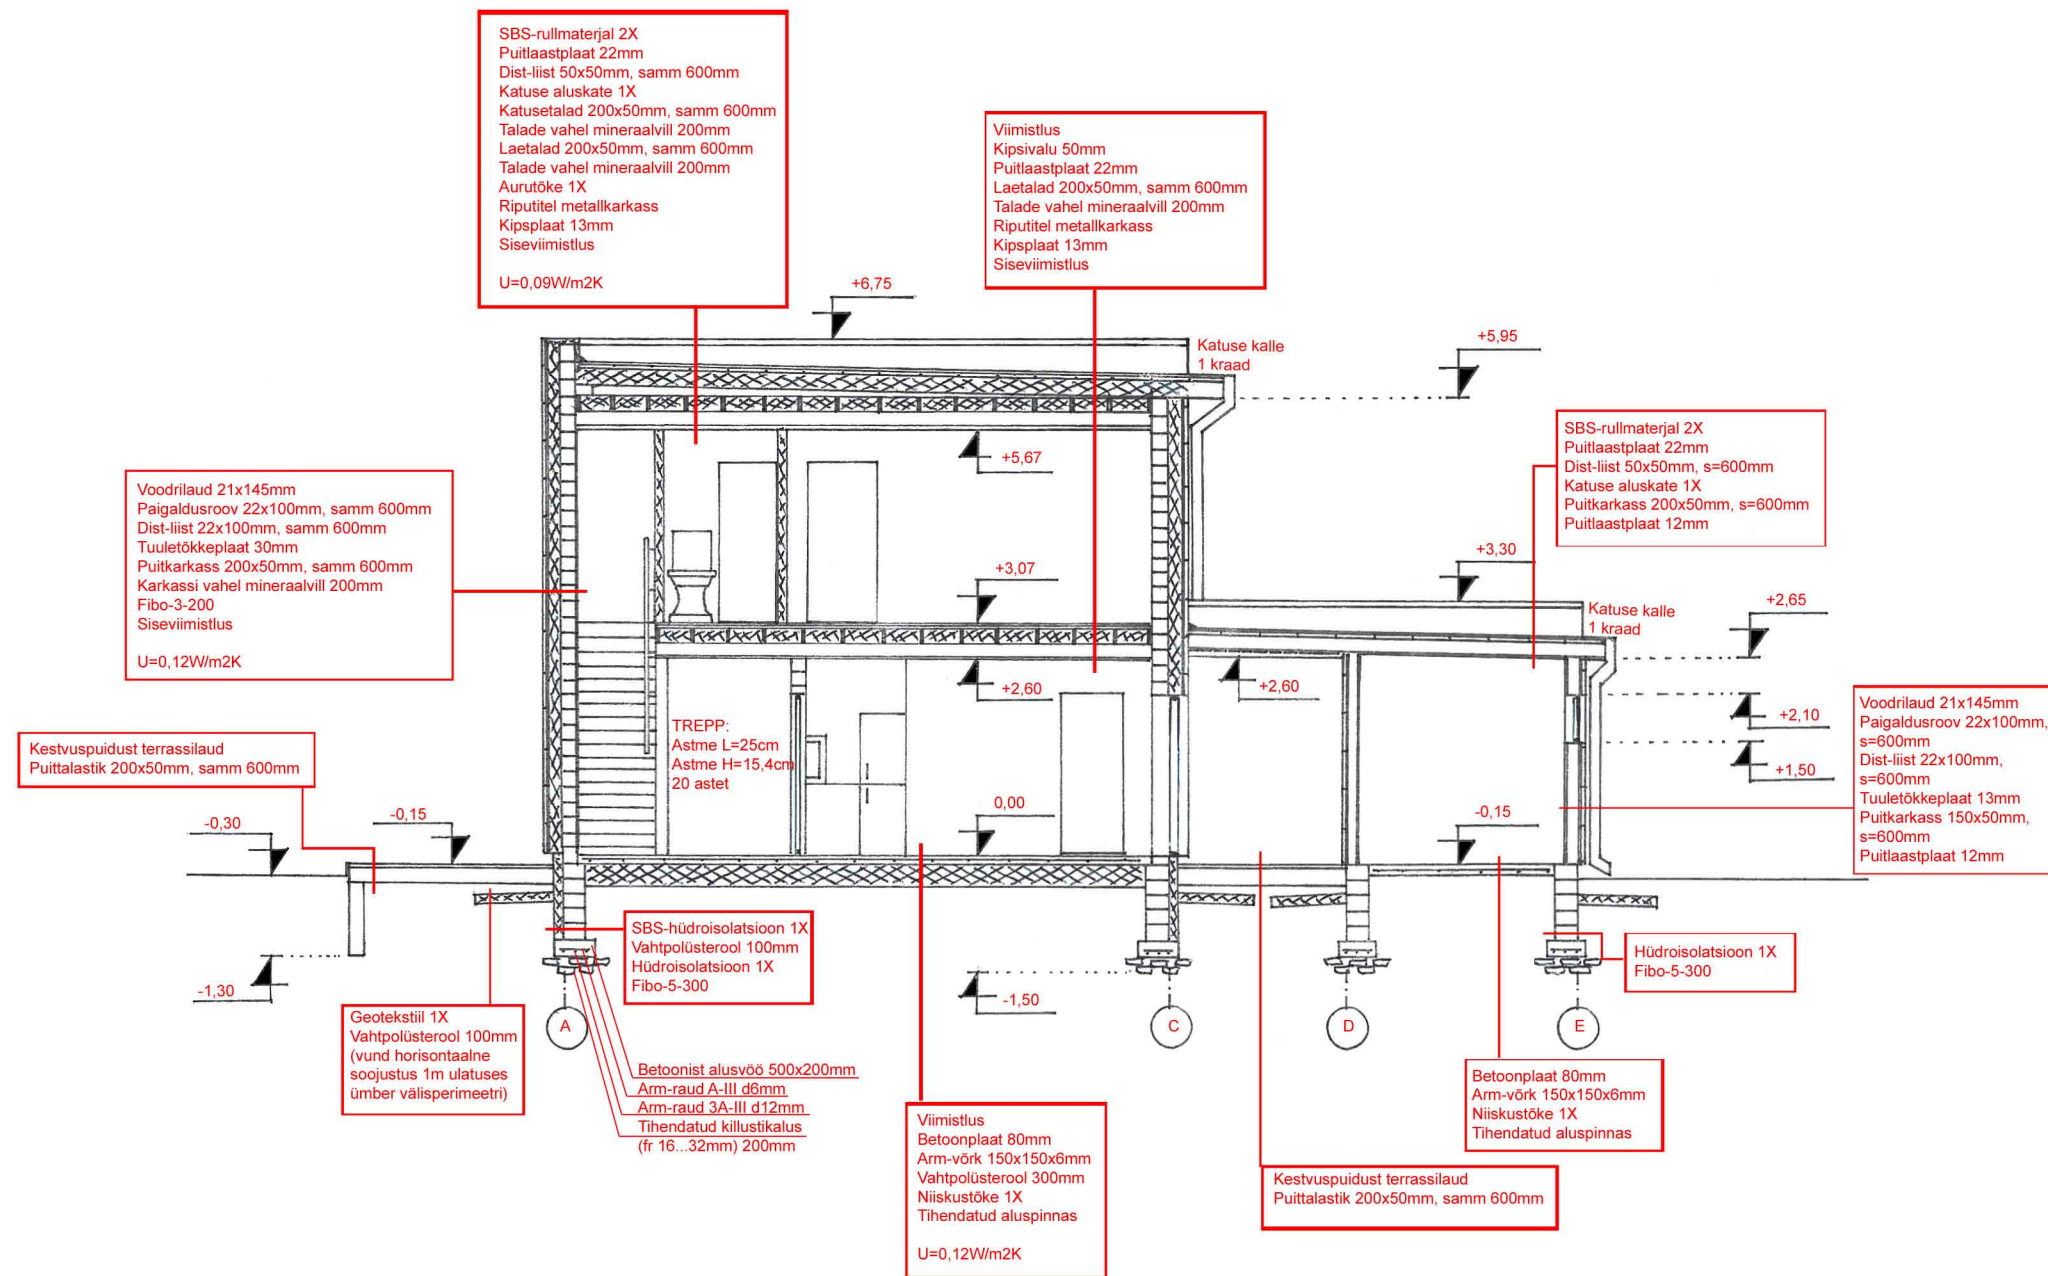 SBS-rullmaterjal 2X
Puitlaastplaat 22mm
Dist-liist 50x50mm, samm 600mm
Katuse aluskate 1X
Katusetalad 200x50mm, samm 600mm
Talade vahel mineraalvill 200mm
Laetalad 200x50mm, samm 600mm
Talade vahel mineraalvill 200mm
Aurutõke 1X
Riputitel metallkarkass
Kipsplaat 13mm
Siseviimistlus
U=0,09W/m2K
Viimistlus
Kipsivalu 50mm
Puitlaastplaat 22mm
Laetalad 200x50mm, samm 600mm
Talade vahel mineraalvill 200mm
Riputitel metallkarkass
Kipsplaat 13mm
Siseviimistlus
+6,75
Katuse kalle
1 kraad
+5,95
SBS-rullmaterjal 2X
Puitlaastplaat 22mm
Dist-liist 50x50mm, s=600mm
Katuse aluskate 1X
Puitkarkass 200x50mm, s=600mm
Puitlaastplaat 12mm
+5,67
Voodrilaud 21x145mm
Paigaldusroov 22x100mm, samm 600mm
Dist-liist 22x100mm, samm 600mm
Tuuletõkkeplaat 30mm
Puitkarkass 200x50mm, samm 600mm
Karkassi vahel mineraalvill 200mm
Fibo-3-200
Siseviimistlus
U=0,12W/m2K
+3,07
+3,30
Katuse kalle
1 kraad
+2,65
+2,60
+2,60
+2,10
+1,50
Voodrilaud 21x145mm
Paigaldusroov 22x100mm,
s=600mm
Dist-liist 22x100mm,
s=600mm
Tuuletõkkeplaat 13mm
Puitkarkass 150x50mm,
s=600mm
Puitlaastplaat 12mm
TREPP:
Astme L=25cm
Astme H=15,4cm
20 astet
Kestvuspuidust terrassilaud
Puittalastik 200x50mm, samm 600mm
-0,30
-0,15
0,00
-0,15
-1,30
SBS-hüdroisolatsioon 1X
Vahtpolüsterool 100mm
Hüdroisolatsioon 1X
Fibo-5-300
-1,50
Hüdroisolatsioon 1X
Fibo-5-300
Geotekstiil 1X
Vahtpolüsterool 100mm
(vund horisontaalne
soojustus 1m ulatuses
ümber välisperimeetri)
A
C
D
E
Betoonist alusvöö 500x200mm
Arm-raud A-III d6mm
Arm-raud 3A-III d12mm
Tihendatud killustikalus
(fr 16...32mm) 200mm
Viimistlus
Betoonplaat 80mm
Arm-võrk 150x150x6mm
Vahtpolüsterool 300mm
Niiskustõke 1X
Tihendatud aluspinnas
U=0,12W/m2K
Betoonplaat 80mm
Arm-võrk 150x150x6mm
Niiskustõke 1X
Tihendatud aluspinnas
Kestvuspuidust terrassilaud
Puittalastik 200x50mm, samm 600mm